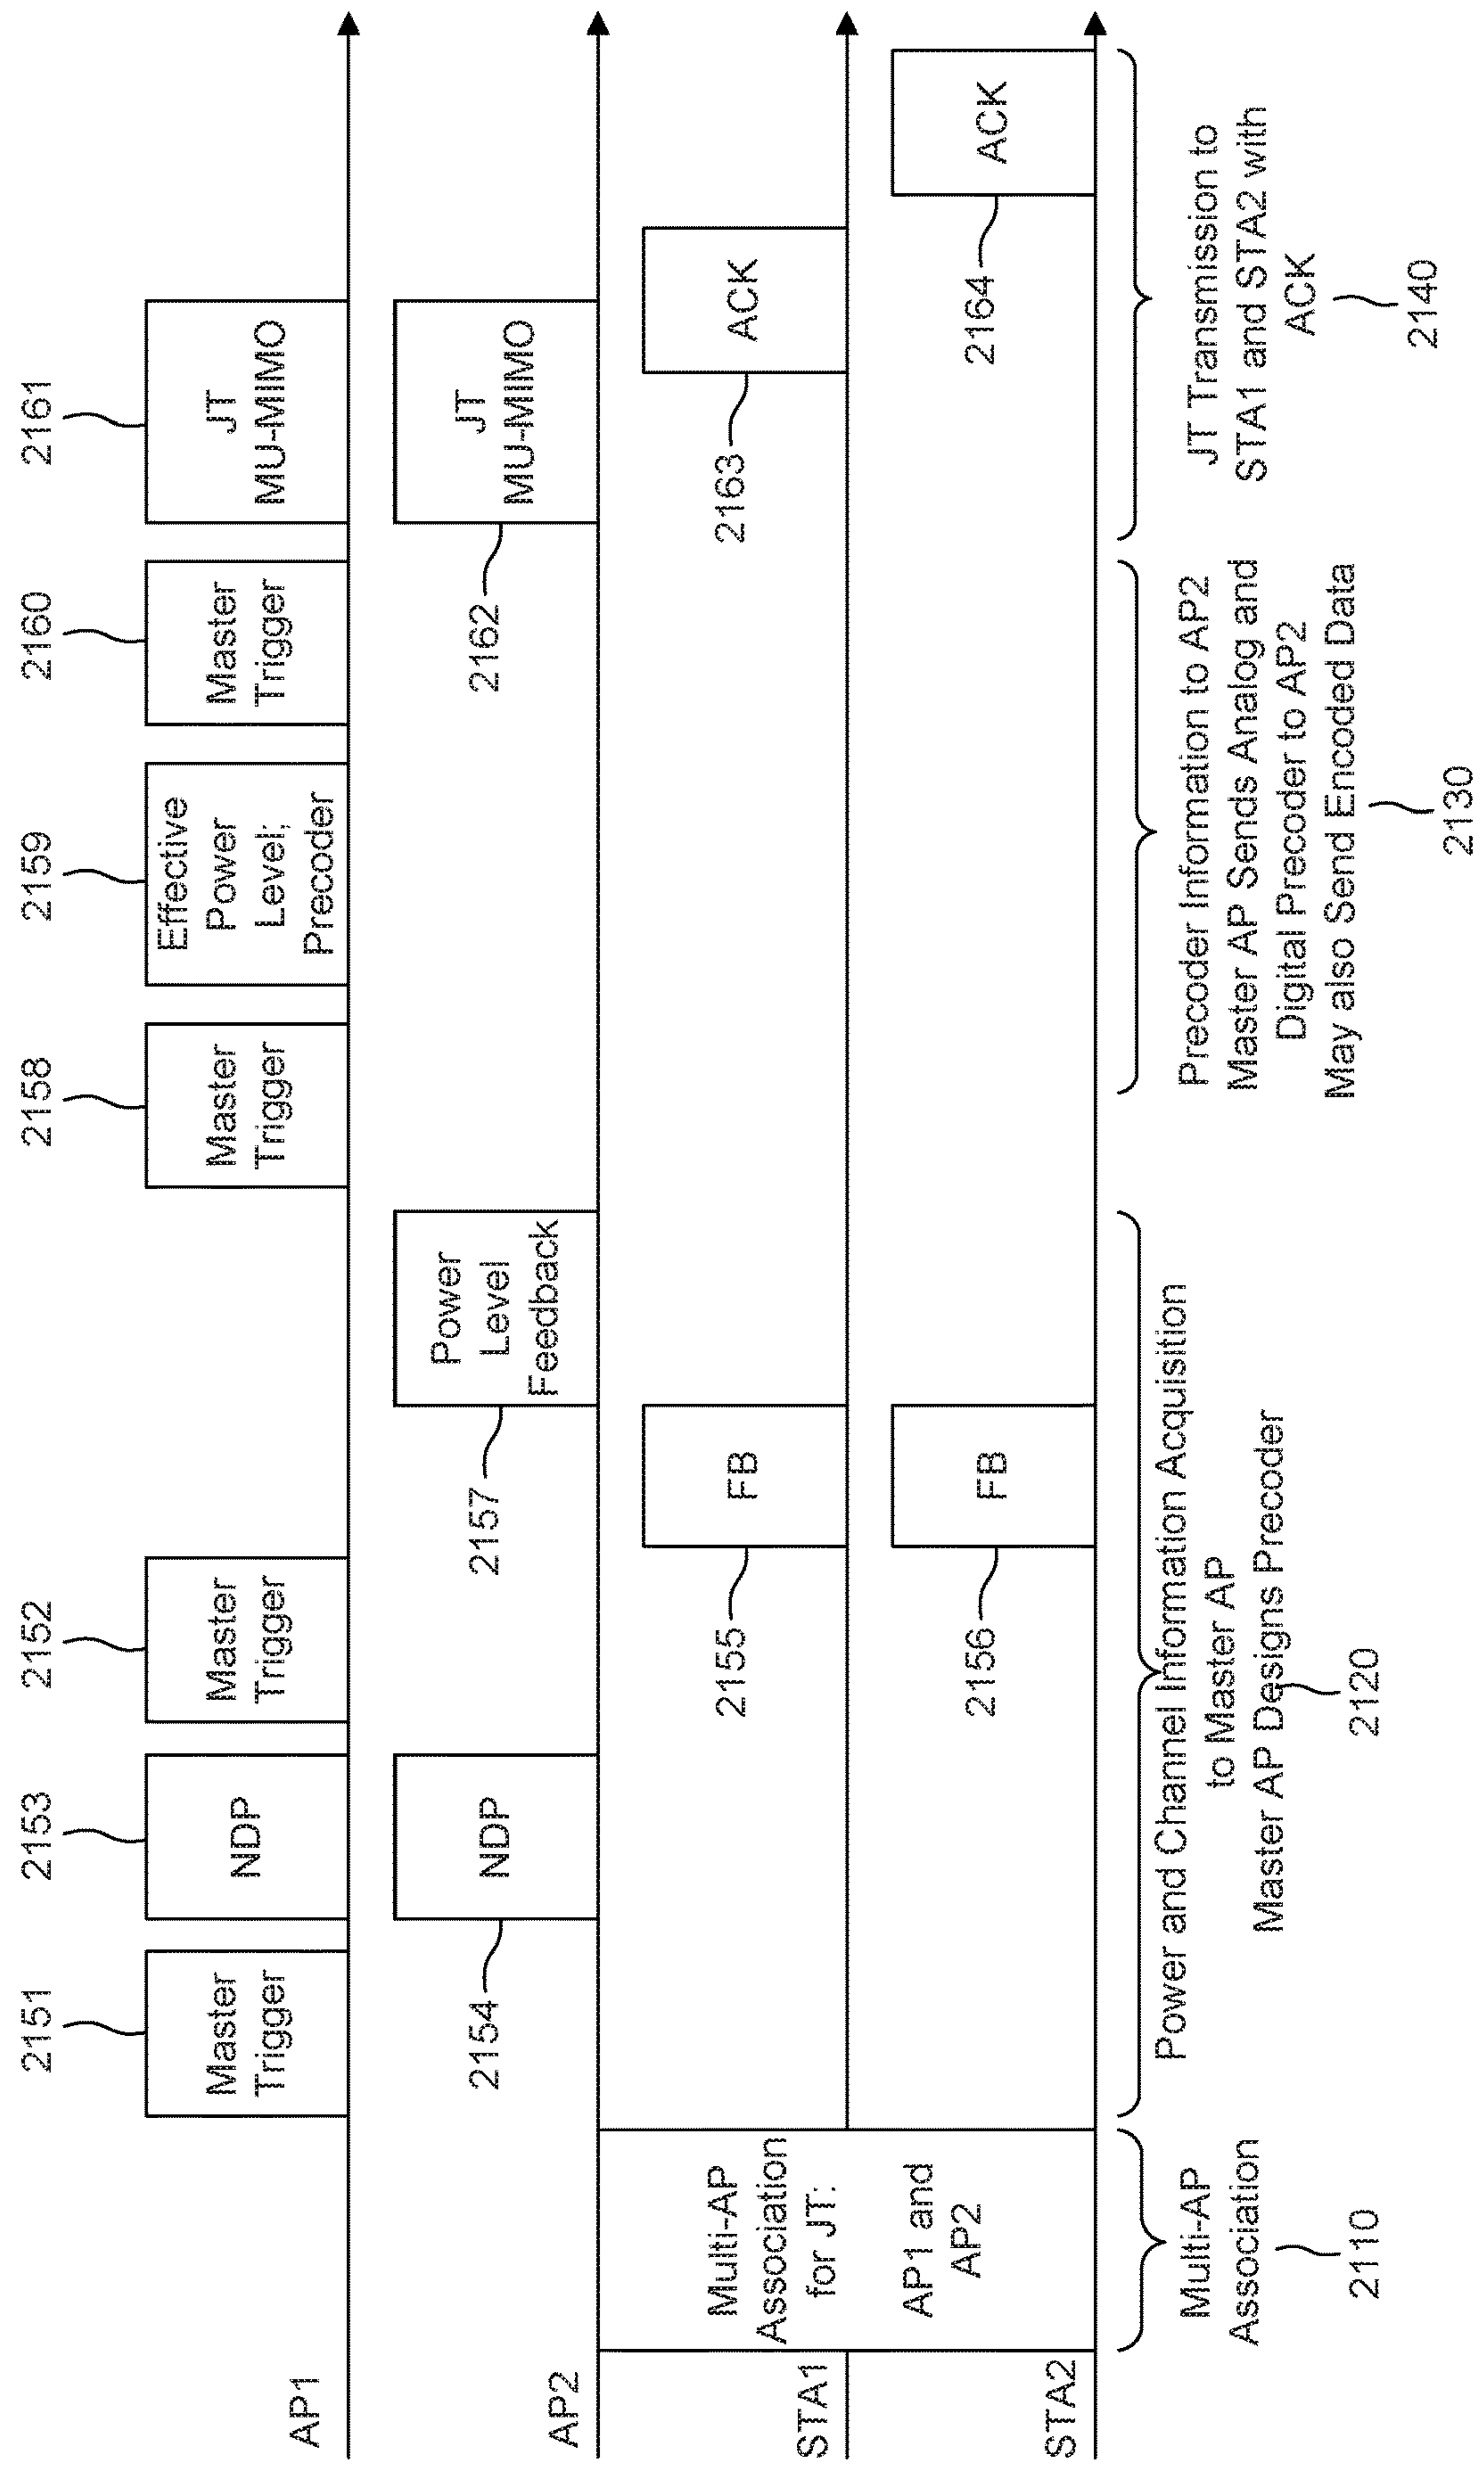 2151
2153
2152
2158
2159
2160
2161
AP1
Master
Trigger
NDP
Master
Trigger
Master
Trigger
Effective
Power
Level;
Precoder
Master
Trigger
JT
MU-MIMO
AP2
2154
NDP
2157
Power
Level
Feedback
2162
JT
MU-MIMO
STA1
Multi-AP
Association
for JT:
AP1 and
AP2
2155
FB
2163
ACK
STA2
2156
FB
2164
ACK
Multi-AP
Association
2110
Power and Channel Information Acquisition
to Master AP
Master AP Designs Precoder
2120
Precoder Information to AP2
Master AP Sends Analog and
Digital Precoder to AP2
May also Send Encoded Data
2130
JT Transmission to
STA1 and STA2 with
ACK
2140